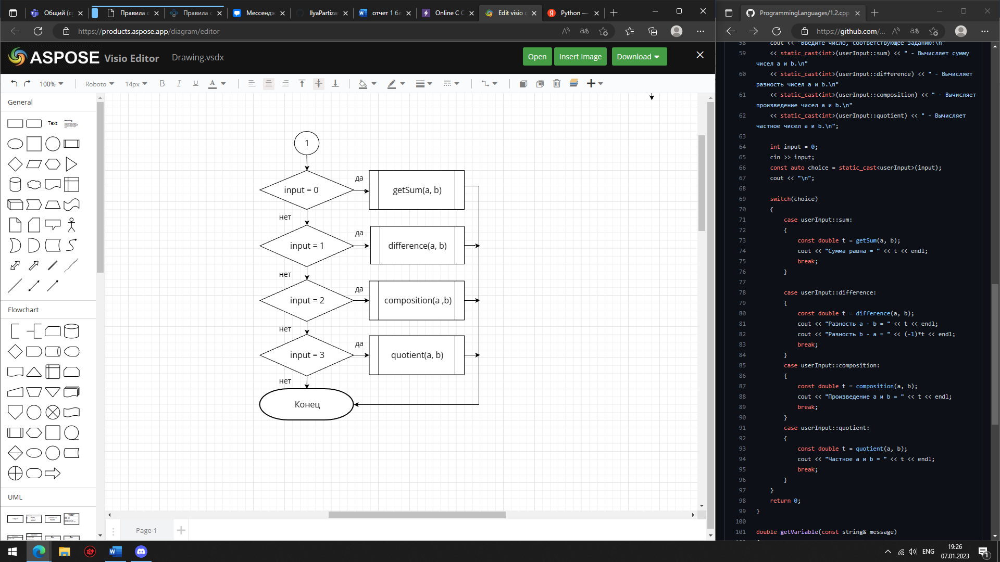 Общий (со
Правила с
Правила с
Мессендж
IlyaPartiza
отчет 1 бл
Online C C
Edit visio c
Python —
https://products.aspose.app/diagram/editor
ASPOSE Visio Editor
Drawing.vsdx
Open
Insert Image
Download
100%
Roboto
14px
B I U A
General
Text
Heading
Flowchart
UML
1
input = 0
да
getSum(a, b)
нет
input = 1
да
difference(a, b)
нет
input = 2
да
composition(a ,b)
нет
input = 3
да
quotient(a, b)
нет
Конец
Page-1
ProgrammingLanguages/1.2.cpp
https://github.com/...
58 cout << "Введите число, соответствующее заданию:\n"
59 << static_cast<int>(userInput::sum) << " - Вычисляет сумму
чисел a и b.\n"
60 << static_cast<int>(userInput::difference) << " - Вычисляет
разность чисел a и b.\n"
61 << static_cast<int>(userInput::composition) << " - Вычисляет
произведение чисел a и b.\n"
62 << static_cast<int>(userInput::quotient) << " - Вычисляет
частное чисел a и b.\n";
63
64 int input = 0;
65 cin >> input;
66 const auto choice = static_cast<userInput>(input);
67 cout << "\n";
68
69 switch(choice)
70 {
71 case userInput::sum:
72 {
73 const double t = getSum(a, b);
74 cout << "Сумма равна = " << t << endl;
75 break;
76 }
77
78 case userInput::difference:
79 {
80 const double t = difference(a, b);
81 cout << "Разность a - b = " << t << endl;
82 cout << "Разность b - a = " << (-1)*t << endl;
83 break;
84 }
85 case userInput::composition:
86 {
87 const double t = composition(a, b);
88 cout << "Произведение a и b = " << t << endl;
89 break;
90 }
91 case userInput::quotient:
92 {
93 const double t = quotient(a, b);
94 cout << "Частное a и b = " << t << endl;
95 break;
96 }
97 }
98 return 0;
99 }
100
101 double getVariable(const string& message)
ENG
19:26
07.01.2023
1